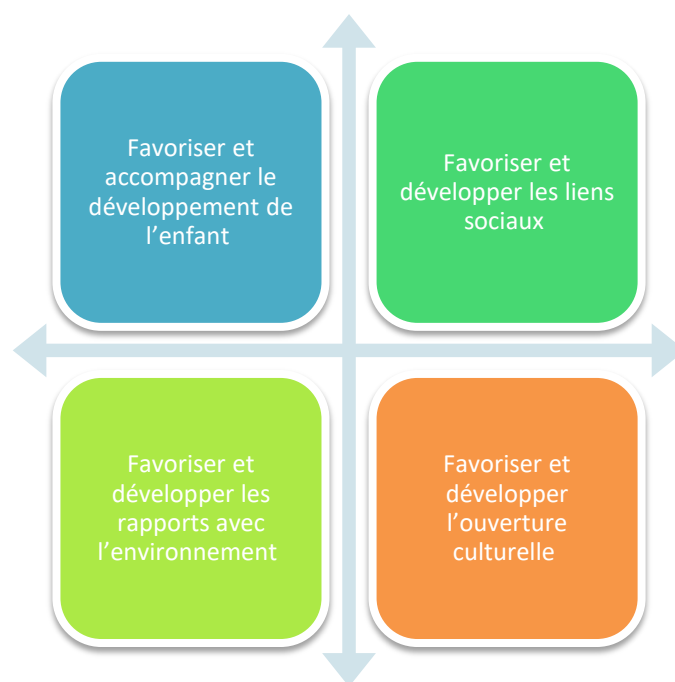 Favoriser et
accompagner le
développement de
l’enfant
Favoriser et
développer les liens
sociaux
Favoriser et
développer les
rapports avec
l’environnement
Favoriser et
développer
l’ouverture
culturelle